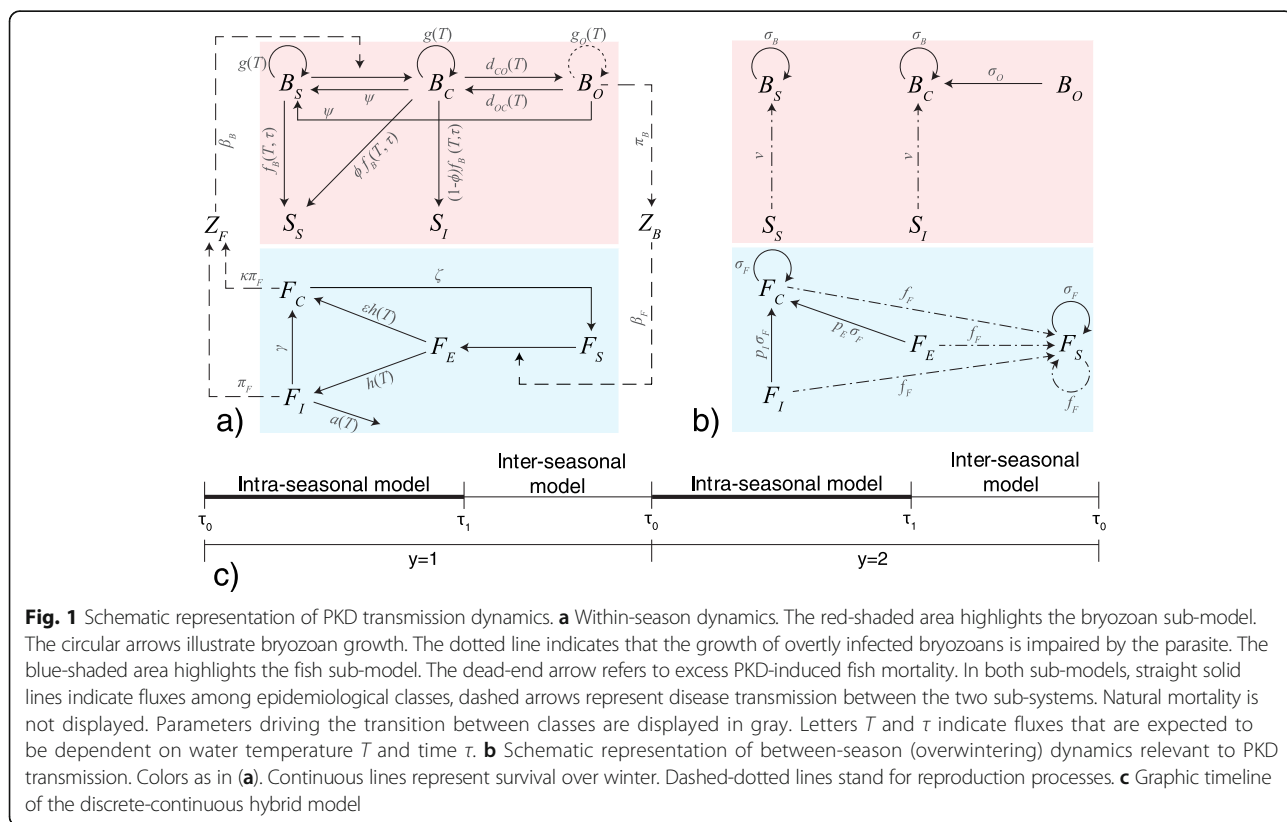 g(T)
g(T)
g_O(T)
B_S
B_C
B_O
d_CO(T)
ψ
d_OC(T)
ψ
β_B
f_B(T, τ)
ϕ f_B(T, τ)
(1-ϕ)f_B(T,τ)
π_B
Z_F
S_S
S_I
Z_B
κπ_F
F_C
ζ
εh(T)
γ
F_E
F_S
β_F
h(T)
π_F
F_I
a(T)
a)
σ_B
σ_B
B_S
B_C
σ_O
B_O
ν
ν
S_S
S_I
σ_F
F_C
f_F
σ_F
p_E σ_F
F_E
f_F
F_S
p_I σ_F
f_F
f_F
F_I
b)
Intra-seasonal model
Inter-seasonal
model
Intra-seasonal model
Inter-seasonal
model
τ_0
τ_1
τ_0
τ_1
τ_0
y=1
y=2
c)
Fig. 1 Schematic representation of PKD transmission dynamics. a Within-season dynamics. The red-shaded area highlights the bryozoan sub-model.
The circular arrows illustrate bryozoan growth. The dotted line indicates that the growth of overtly infected bryozoans is impaired by the parasite. The
blue-shaded area highlights the fish sub-model. The dead-end arrow refers to excess PKD-induced fish mortality. In both sub-models, straight solid
lines indicate fluxes among epidemiological classes, dashed arrows represent disease transmission between the two sub-systems. Natural mortality is
not displayed. Parameters driving the transition between classes are displayed in gray. Letters T and τ indicate fluxes that are expected to
be dependent on water temperature T and time τ. b Schematic representation of between-season (overwintering) dynamics relevant to PKD
transmission. Colors as in (a). Continuous lines represent survival over winter. Dashed-dotted lines stand for reproduction processes. c Graphic timeline
of the discrete-continuous hybrid model